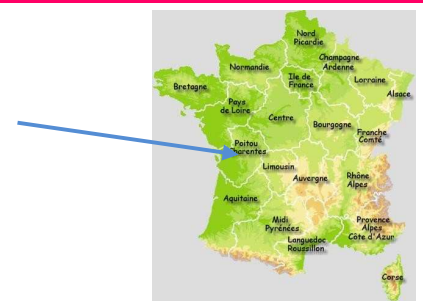 Nord
Picardie
Champagne
Ardenne
Normandie
Ile de
France
Lorraine
Alsace
Bretagne
Pays
de Loire
Centre
Bourgogne
Franche
Comté
Poitou
Charentes
Limousin
Auvergne
Rhône
Alpes
Aquitaine
Midi
Pyrénées
Languedoc
Roussillon
Provence
Alpes
Côte d'Azur
Corse